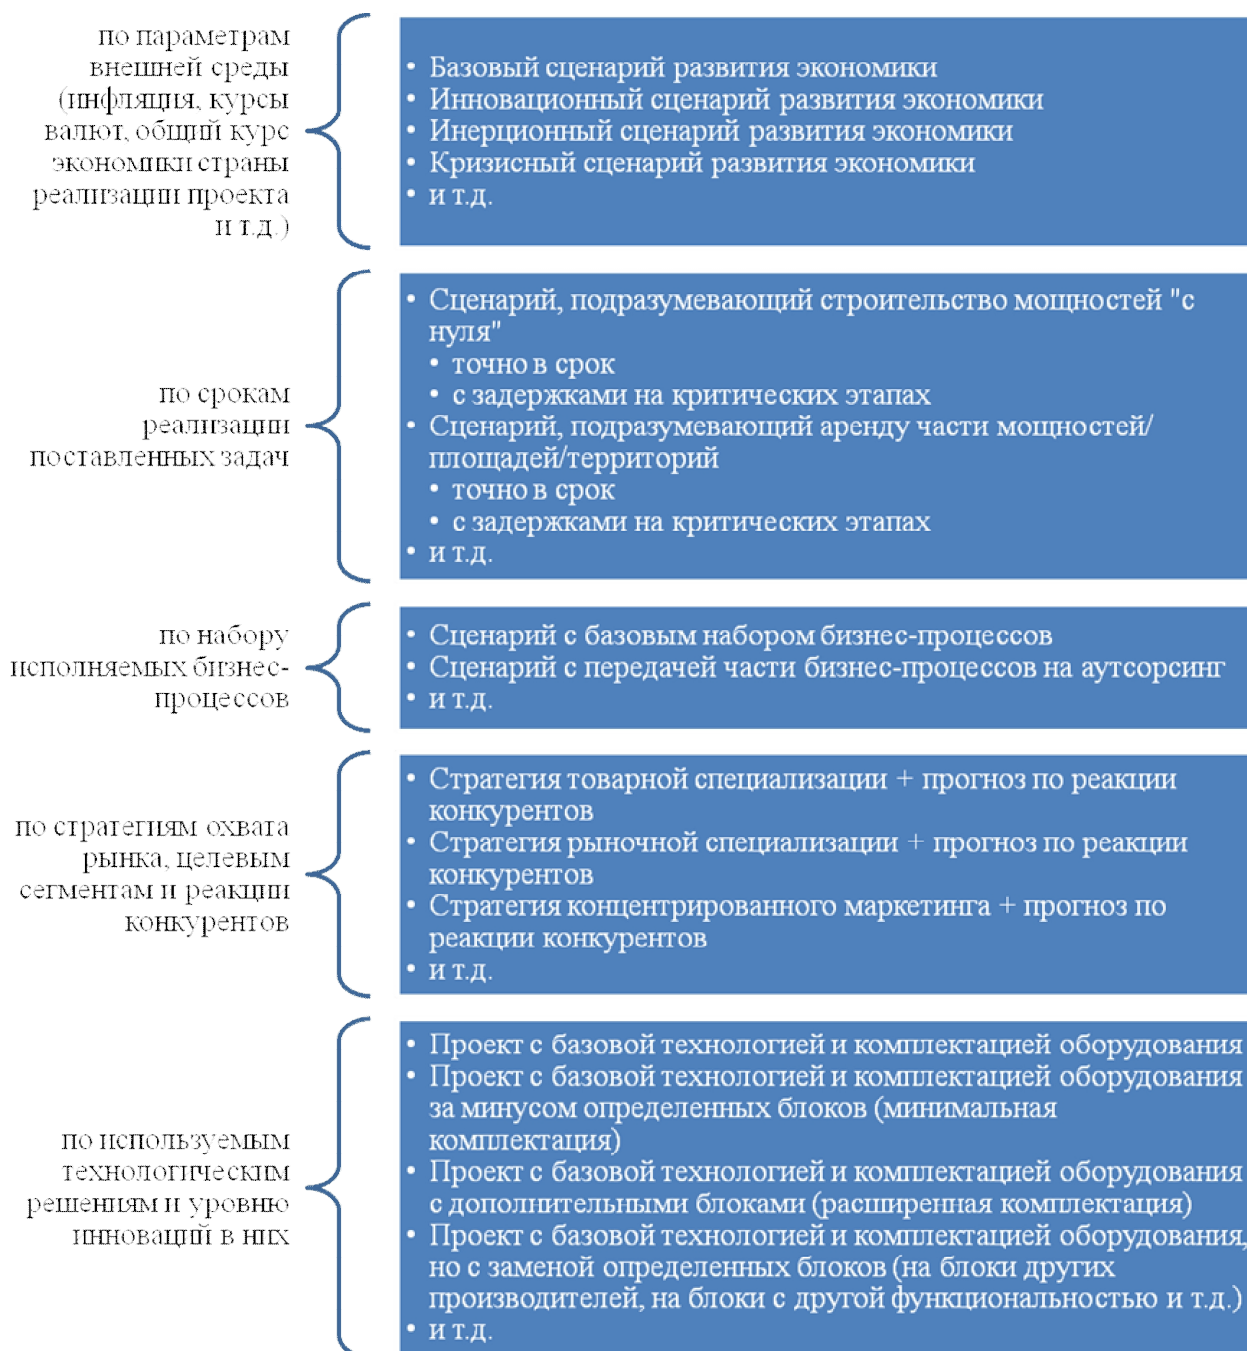 по параметрам
внешней среды
(инфляция, курсы
валют, общий курс
экономики страны
реализации проекта
и т.д.)
• Базовый сценарий развития экономики
• Инновационный сценарий развития экономики
• Инерционный сценарий развития экономики
• Кризисный сценарий развития экономики
• и т.д.
по срокам
реализации
поставленных задач
• Сценарий, подразумевающий строительство мощностей "с
нуля"
• точно в срок
• с задержками на критических этапах
• Сценарий, подразумевающий аренду части мощностей/
площадей/территорий
• точно в срок
• с задержками на критических этапах
• и т.д.
по набору
исполняемых бизнес-
процессов
• Сценарий с базовым набором бизнес-процессов
• Сценарий с передачей части бизнес-процессов на аутсорсинг
• и т.д.
по стратегиям охвата
рынка, целевым
сегментам и реакции
конкурентов
• Стратегия товарной специализации + прогноз по реакции
конкурентов
• Стратегия рыночной специализации + прогноз по реакции
конкурентов
• Стратегия концентрированного маркетинга + прогноз по
реакции конкурентов
• и т.д.
по используемым
технологическим
решениям и уровню
инноваций в них
• Проект с базовой технологией и комплектацией оборудования
• Проект с базовой технологией и комплектацией оборудования
за минусом определенных блоков (минимальная
комплектация)
• Проект с базовой технологией и комплектацией оборудования
с дополнительными блоками (расширенная комплектация)
• Проект с базовой технологией и комплектацией оборудования,
но с заменой определенных блоков (на блоки других
производителей, на блоки с другой функциональностью и т.д.)
• и т.д.